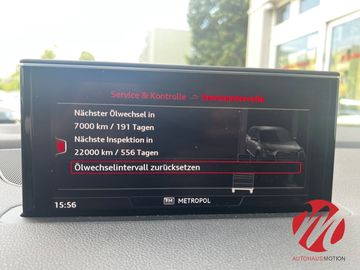 Service & Kontrolle → Serviceintervalle
Nächster Ölwechsel in
7000 km / 191 Tagen
Nächste Inspektion in
22000 km / 556 Tagen
Ölwechselintervall zurücksetzen
15:56
METROPOL
AUTOHAUSMOTION